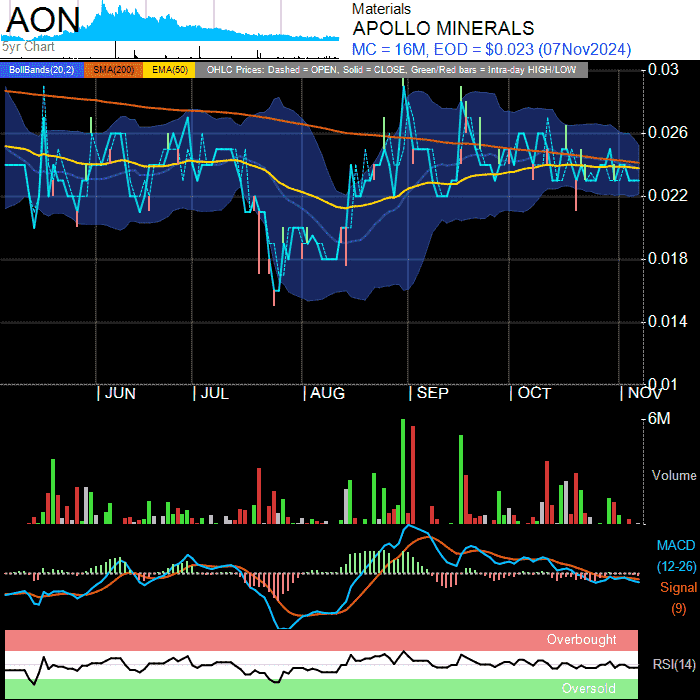 AON
5yr Chart
Materials
APOLLO MINERALS
MC = 16M, EOD = $0.023 (07Nov2024)
BollBands(20,2) SMA(200) EMA(50) OHLC Prices: Dashed = OPEN, Solid = CLOSE, Green/Red bars = Intra-day HIGH/LOW
0.03
0.026
0.022
0.018
0.014
0.01
JUN JUL AUG SEP OCT NOV
6M
Volume
MACD
(12-26)
Signal
(9)
Overbought
RSI(14)
Oversold